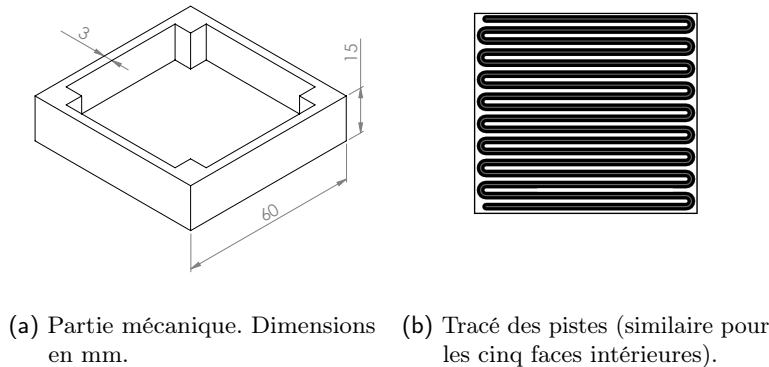 3
15
60
(a) Partie mécanique. Dimensions
en mm.
(b) Tracé des pistes (similaire pour
les cinq faces intérieures).